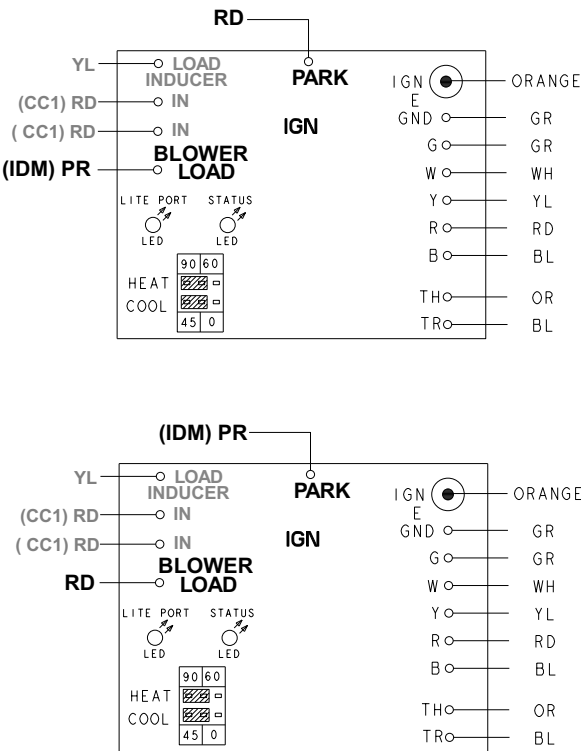 RD
YL LOAD PARK IGN ORANGE
INDUCER E
(CC1) RD IN GND GR
( CC1) RD IN IGN G GR
(IDM) PR BLOWER W WH
LOAD
LITE PORT STATUS Y YL
LED LED R RD
90 60 B BL
HEAT
COOL TH OR
45 0 TR BL
(IDM) PR
YL LOAD PARK IGN ORANGE
INDUCER E
(CC1) RD IN GND GR
( CC1) RD IN IGN G GR
RD BLOWER W WH
LOAD
LITE PORT STATUS Y YL
LED LED R RD
90 60 B BL
HEAT
COOL TH OR
45 0 TR BL